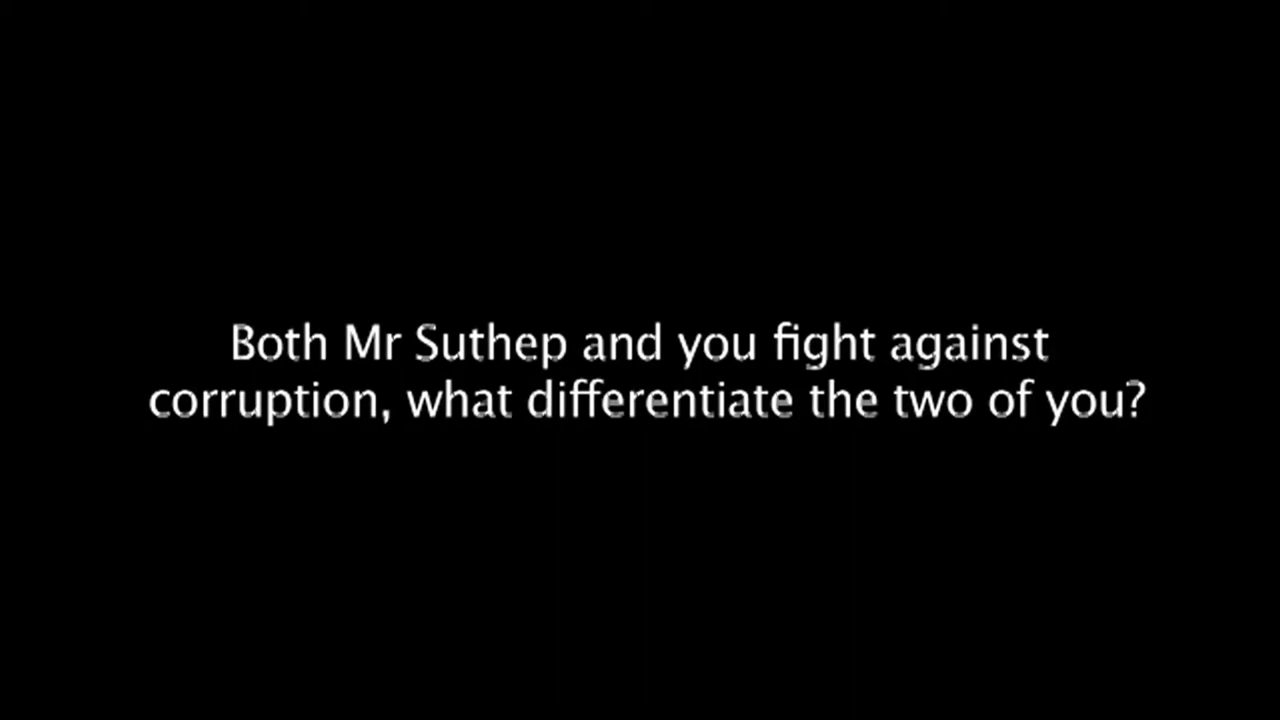 Both Mr Suthep and you fight against
corruption, what differentiate the two of you?